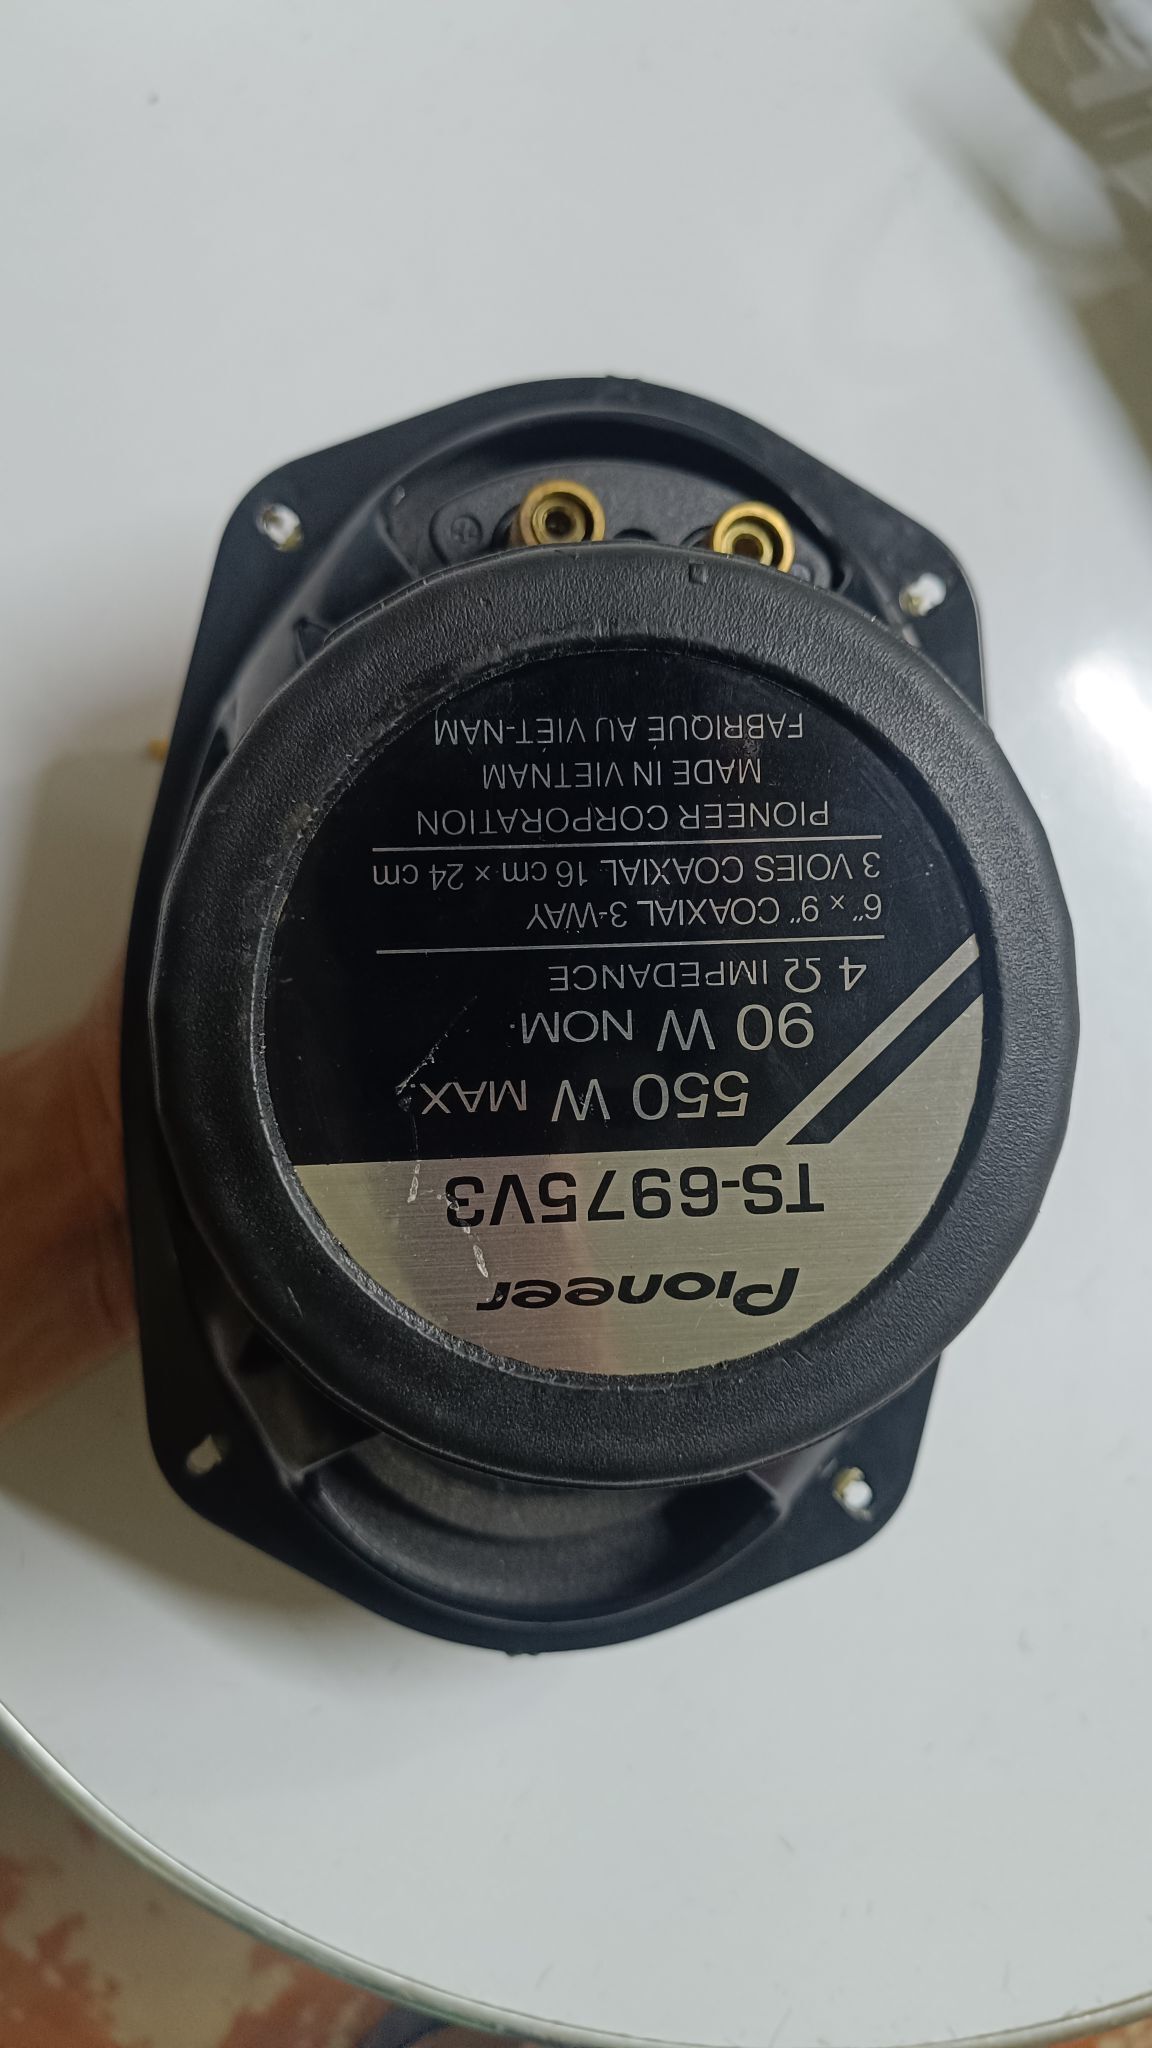 Pioneer
TS-6975V3
550 W MAX.
90 W NOM.
4 Ω IMPEDANCE
6″ × 9″ COAXIAL 3-WAY
3 VOIES COAXIAL 16 cm × 24 cm
PIONEER CORPORATION
MADE IN VIETNAM
FABRIQUÉ AU VIÊT-NAM